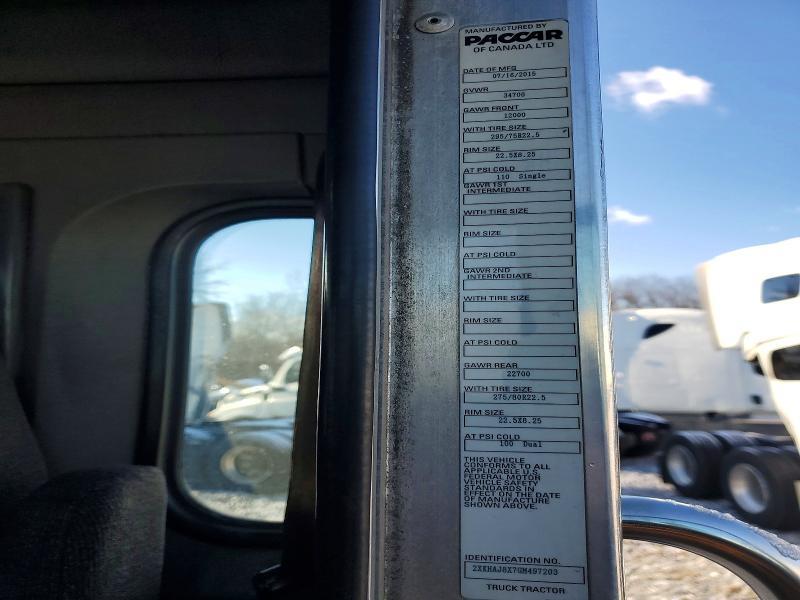 MANUFACTURED BY
PACCAR
OF CANADA LTD
DATE OF MFG
07/16/2015
GVWR
34700
GAWR FRONT
12000
WITH TIRE SIZE
295/75R22.5
RIM SIZE
22.5X8.25
AT PSI COLD
110 Single
GAWR 1ST
INTERMEDIATE
WITH TIRE SIZE
RIM SIZE
AT PSI COLD
GAWR 2ND
INTERMEDIATE
WITH TIRE SIZE
RIM SIZE
AT PSI COLD
GAWR REAR
22700
WITH TIRE SIZE
275/80R22.5
RIM SIZE
22.5X8.25
AT PSI COLD
100 Dual
THIS VEHICLE
CONFORMS TO ALL
APPLICABLE U.S.
FEDERAL MOTOR
VEHICLE SAFETY
STANDARDS IN
EFFECT ON THE DATE
OF MANUFACTURE
SHOWN ABOVE.
IDENTIFICATION NO.
2XKHAJ8X7GM497203
TRUCK TRACTOR